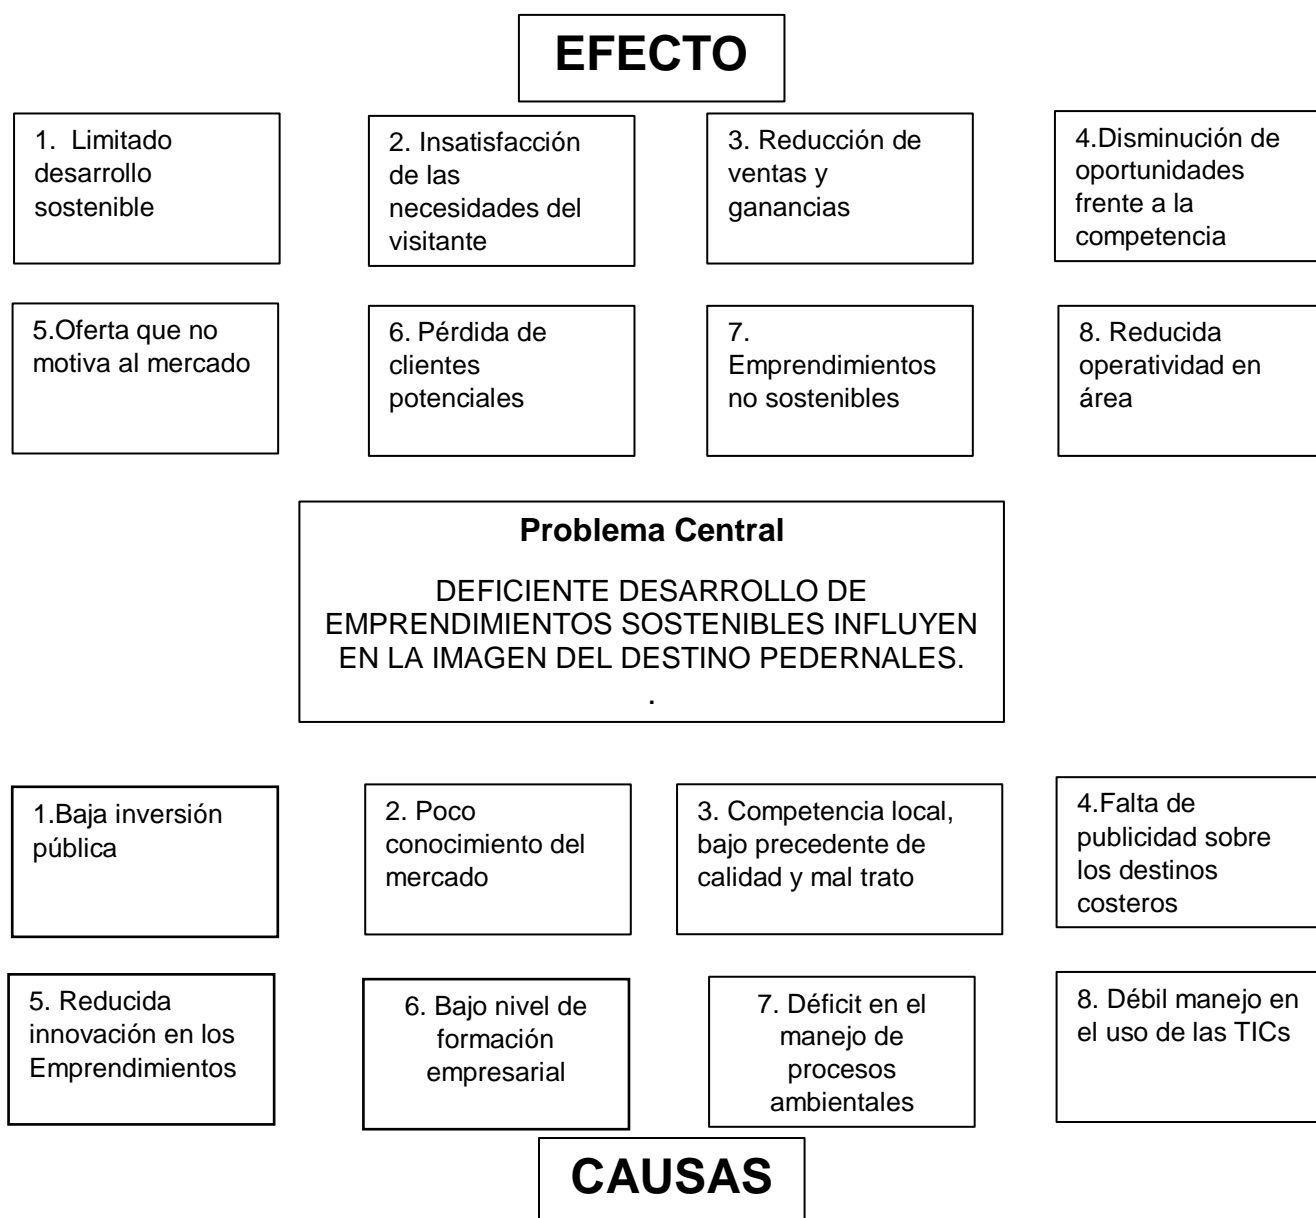 EFECTO
1. Limitado
desarrollo
sostenible
2. Insatisfacción
de las
necesidades del
visitante
3. Reducción de
ventas y
ganancias
4.Disminución de
oportunidades
frente a la
competencia
5.Oferta que no
motiva al mercado
6. Pérdida de
clientes
potenciales
7.
Emprendimientos
no sostenibles
8. Reducida
operatividad en
área
Problema Central
DEFICIENTE DESARROLLO DE
EMPRENDIMIENTOS SOSTENIBLES INFLUYEN
EN LA IMAGEN DEL DESTINO PEDERNALES.
.
1.Baja inversión
pública
2. Poco
conocimiento del
mercado
3. Competencia local,
bajo precedente de
calidad y mal trato
4.Falta de
publicidad sobre
los destinos
costeros
5. Reducida
innovación en los
Emprendimientos
6. Bajo nivel de
formación
empresarial
7. Déficit en el
manejo de
procesos
ambientales
8. Débil manejo en
el uso de las TICs
CAUSAS